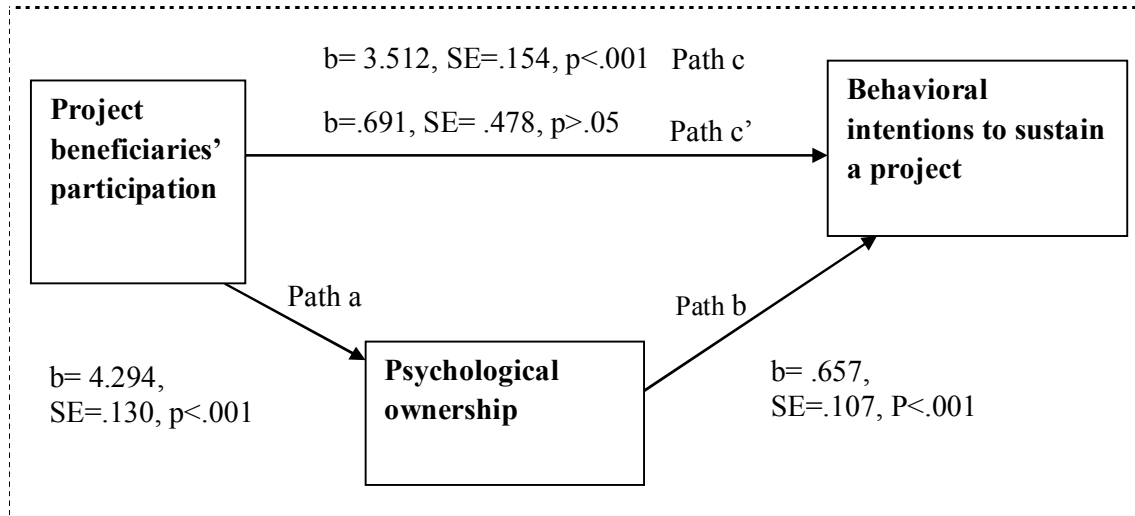 b= 3.512, SE=.154, p<.001 Path c
Project
beneficiaries’
participation
b=.691, SE= .478, p>.05 Path c’
Behavioral
intentions to sustain
a project
Path a
Path b
b= 4.294,
SE=.130, p<.001
Psychological
ownership
b= .657,
SE=.107, P<.001